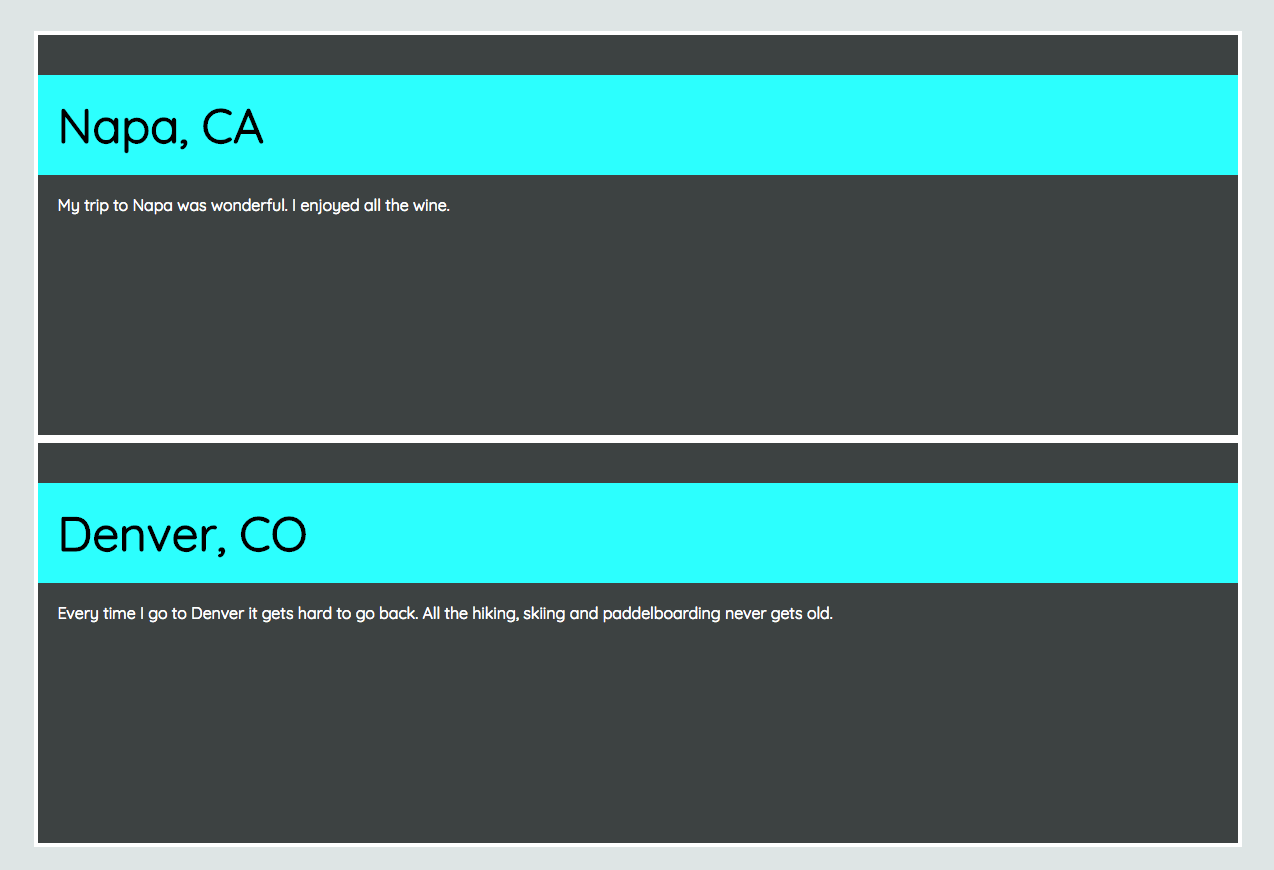 Napa, CA
My trip to Napa was wonderful. I enjoyed all the wine.
Denver, CO
Every time I go to Denver it gets hard to go back. All the hiking, skiing and paddelboarding never gets old.